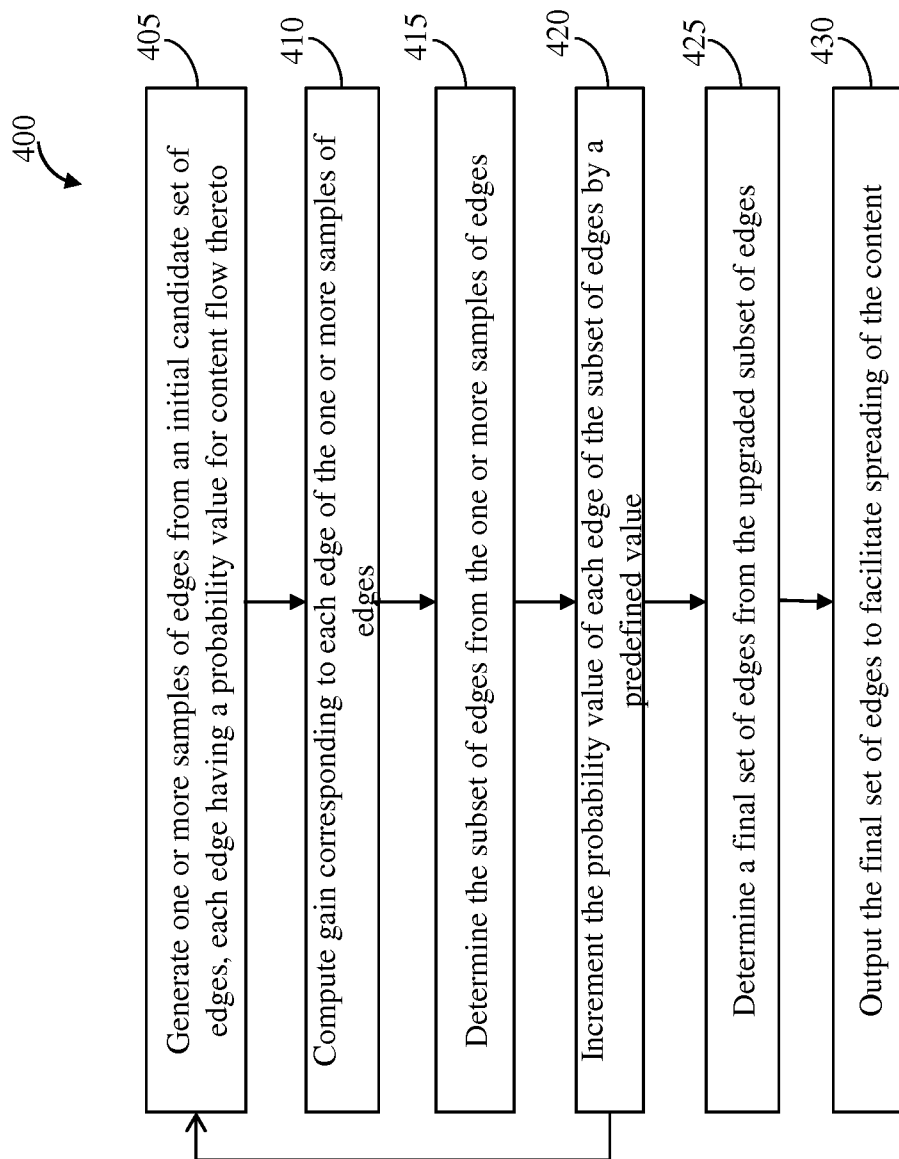 400
Generate one or more samples of edges from an initial candidate set of
edges, each edge having a probability value for content flow thereto
405
Compute gain corresponding to each edge of the one or more samples of
edges
410
Determine the subset of edges from the one or more samples of edges
415
Increment the probability value of each edge of the subset of edges by a
predefined value
420
Determine a final set of edges from the upgraded subset of edges
425
Output the final set of edges to facilitate spreading of the content
430